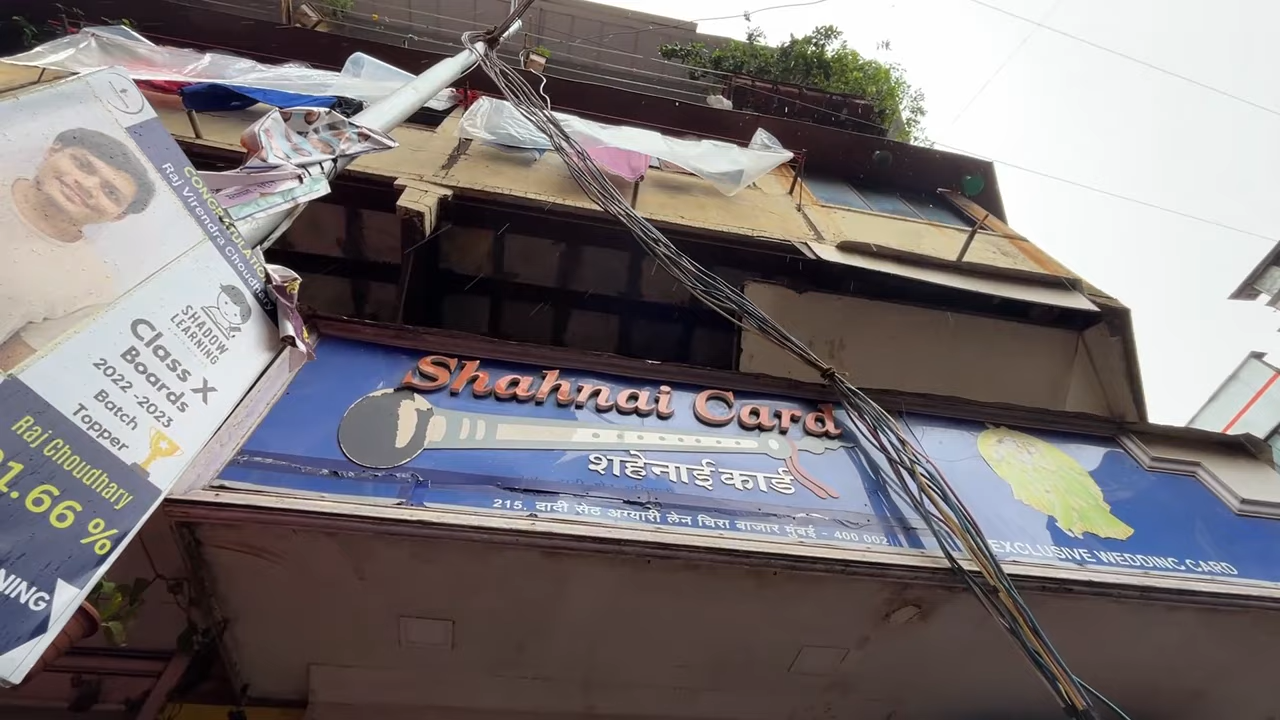 CONGRATULATION
Raj Virendra Choudhary
SHADOW
LEARNING
Class X
Boards
2022 -2023
Batch
Topper
Raj Choudhary
1.66 %
NING
Shahnai Card
शहेनाई कार्ड
215. दादी सेठ अग्यारी लेन चिरा बाजार मुंबई - 400 002
EXCLUSIVE WEDDING CARD